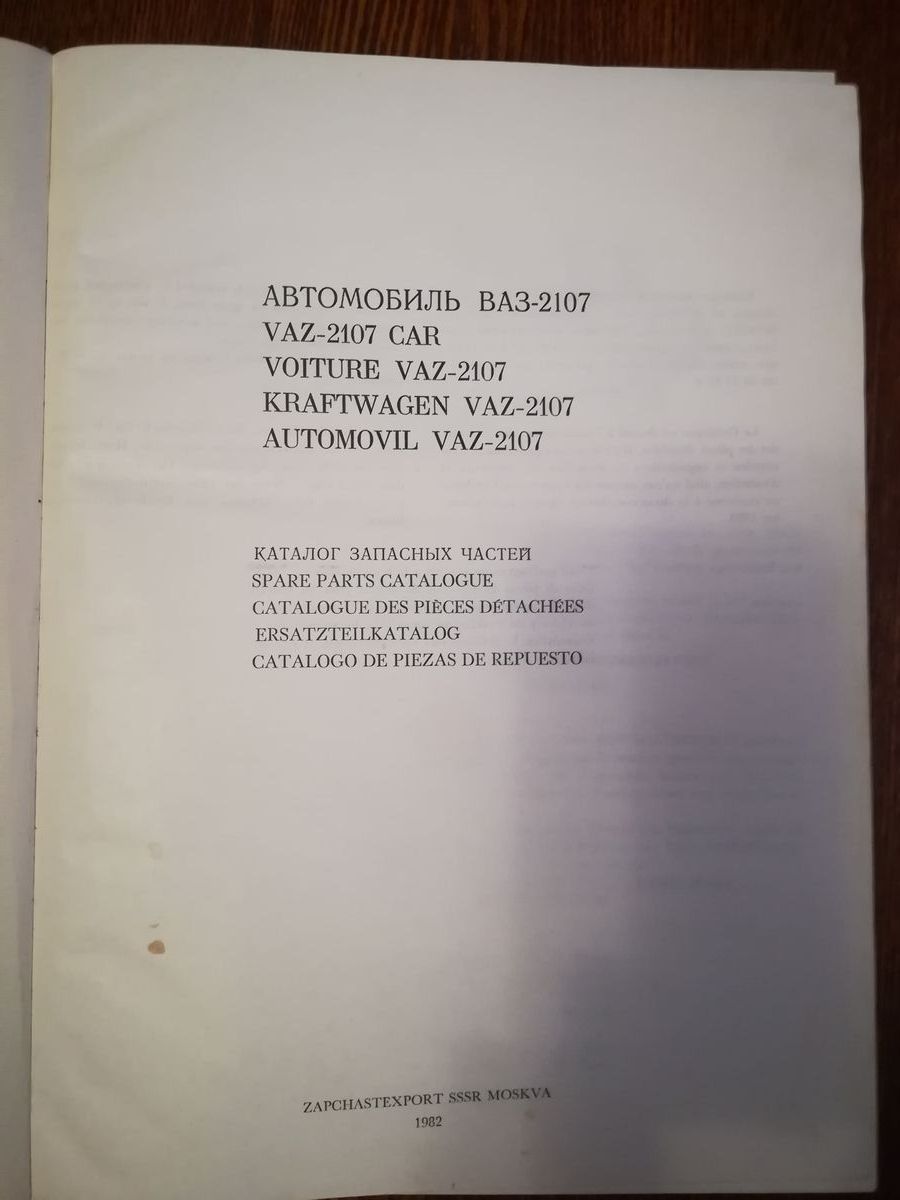 АВТОМОБИЛЬ ВАЗ-2107
VAZ-2107 CAR
VOITURE VAZ-2107
KRAFTWAGEN VAZ-2107
AUTOMOVIL VAZ-2107
КАТАЛОГ ЗАПАСНЫХ ЧАСТЕЙ
SPARE PARTS CATALOGUE
CATALOGUE DES PIÈCES DÉTACHÉES
ERSATZTEILKATALOG
CATALOGO DE PIEZAS DE REPUESTO
ZAPCHASTEXPORT SSSR MOSKVA
1982